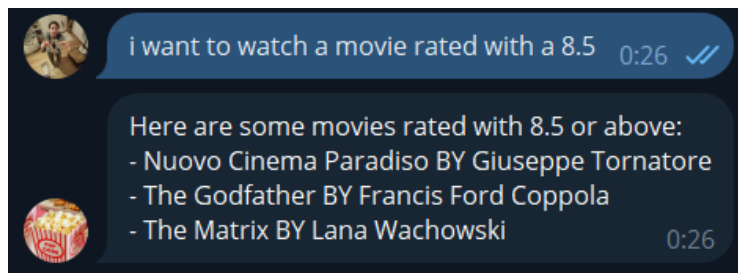 i want to watch a movie rated with a 8.5 0:26
Here are some movies rated with 8.5 or above:
- Nuovo Cinema Paradiso BY Giuseppe Tornatore
- The Godfather BY Francis Ford Coppola
- The Matrix BY Lana Wachowski
0:26